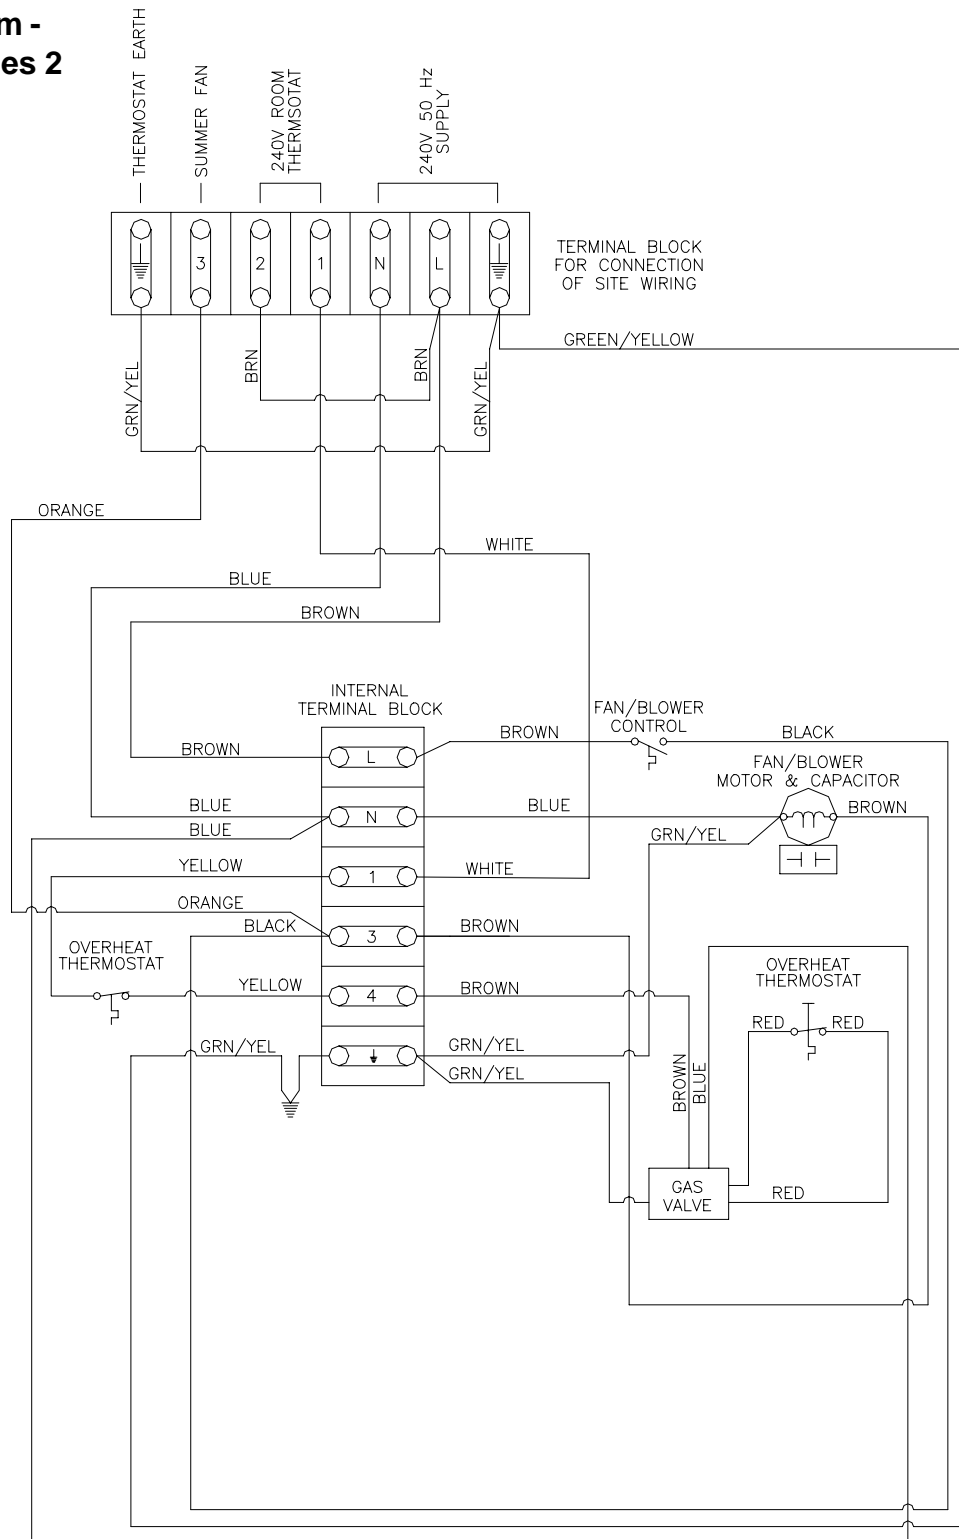 m -
es 2
THERMOSTAT EARTH
SUMMER FAN
240V ROOM
THERMSOTAT
240V 50 Hz
SUPPLY
3
2
1
N
L
TERMINAL BLOCK
FOR CONNECTION
OF SITE WIRING
GREEN/YELLOW
GRN/YEL
BRN
BRN
GRN/YEL
ORANGE
WHITE
BLUE
BROWN
INTERNAL
TERMINAL BLOCK
FAN/BLOWER
CONTROL
BROWN
BLACK
BROWN
L
FAN/BLOWER
MOTOR & CAPACITOR
BLUE
N
BLUE
BROWN
BLUE
GRN/YEL
YELLOW
1
WHITE
ORANGE
BLACK
3
BROWN
OVERHEAT
THERMOSTAT
OVERHEAT
THERMOSTAT
YELLOW
4
BROWN
RED
RED
GRN/YEL
GRN/YEL
GRN/YEL
BROWN
BLUE
GAS
VALVE
RED